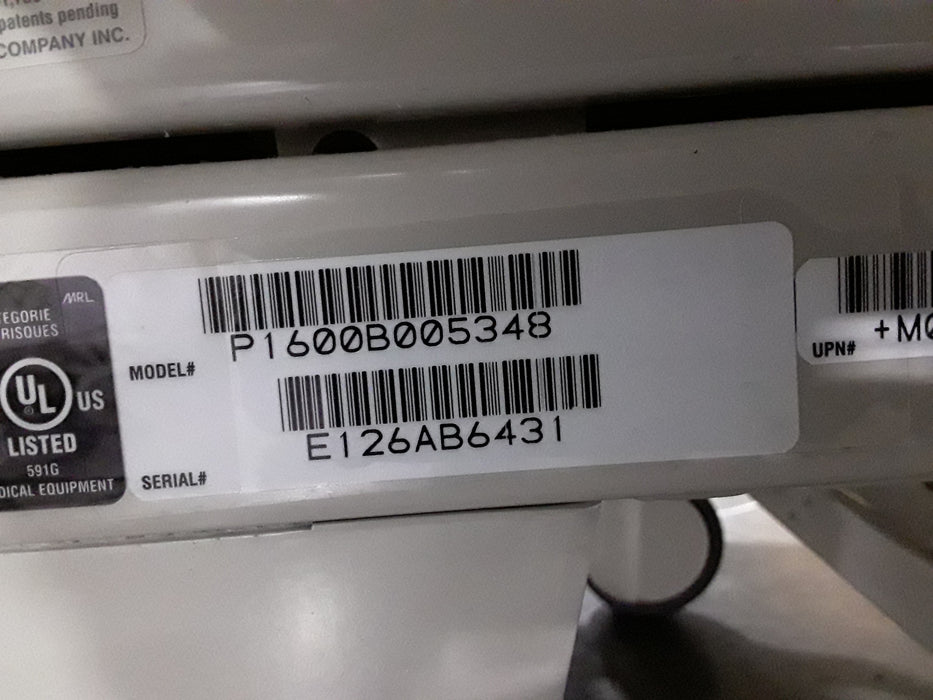 patents pending
COMPANY INC.
MRL
EGORIE
RISQUES
UL
US
LISTED
591G
DICAL EQUIPMENT
P1600B005348
MODEL#
E126AB6431
SERIAL#
UPN#